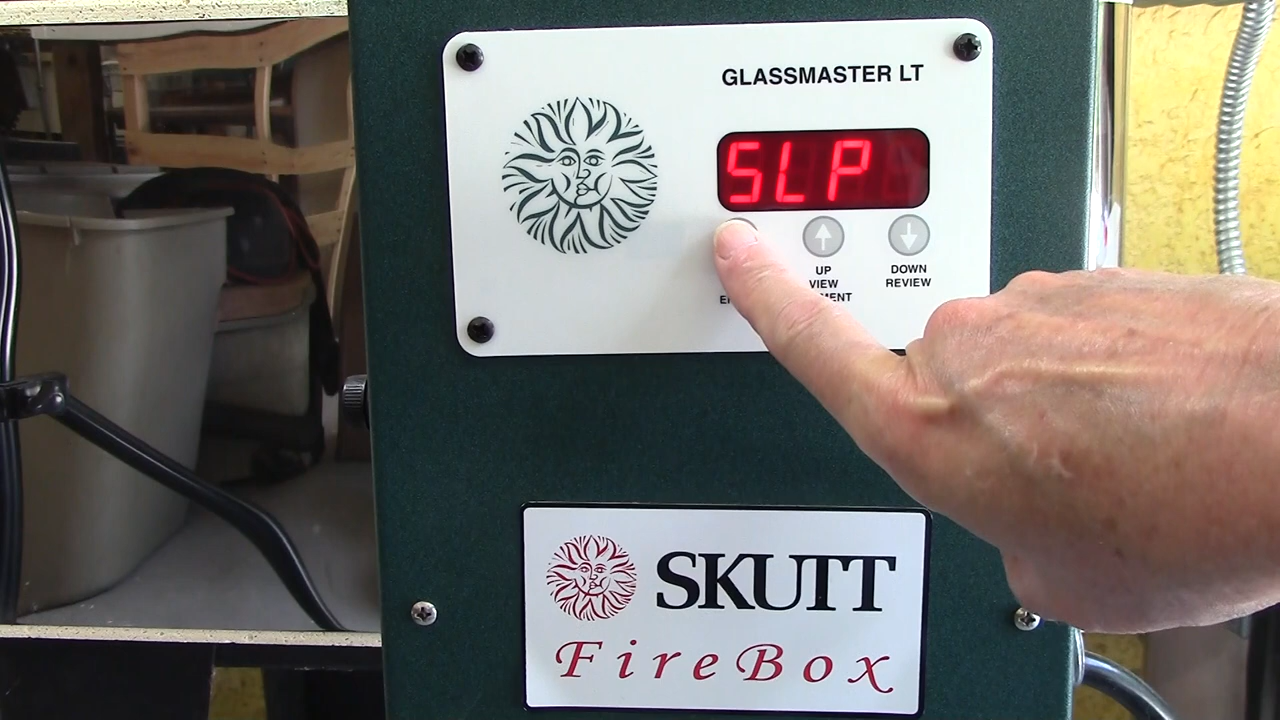 GLASSMASTER LT
SLP
UP
VIEW
DOWN
REVIEW
SKUTT
FireBox